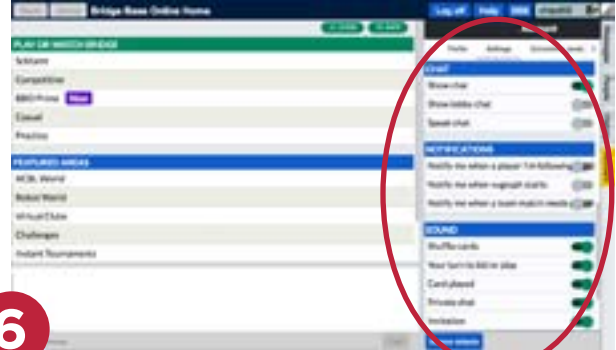 Bridge Base Online Home
Log off Help
PLAY OR WATCH BRIDGE
Solitaire
Competitive
BBO Prime New
Casual
Practice
FEATURED AREAS
ACBL World
Robot World
Virtual Clubs
Challenges
Instant Tournaments
Account
Profile Settings
CHAT
Show chat
Show lobby chat
Speak chat
NOTIFICATIONS
Notify me when a player I'm following
Notify me when vugraph starts
Notify me when a team match needs
SOUND
Shuffle cards
Your turn to bid or play
Card played
Private chat
Invitation
6